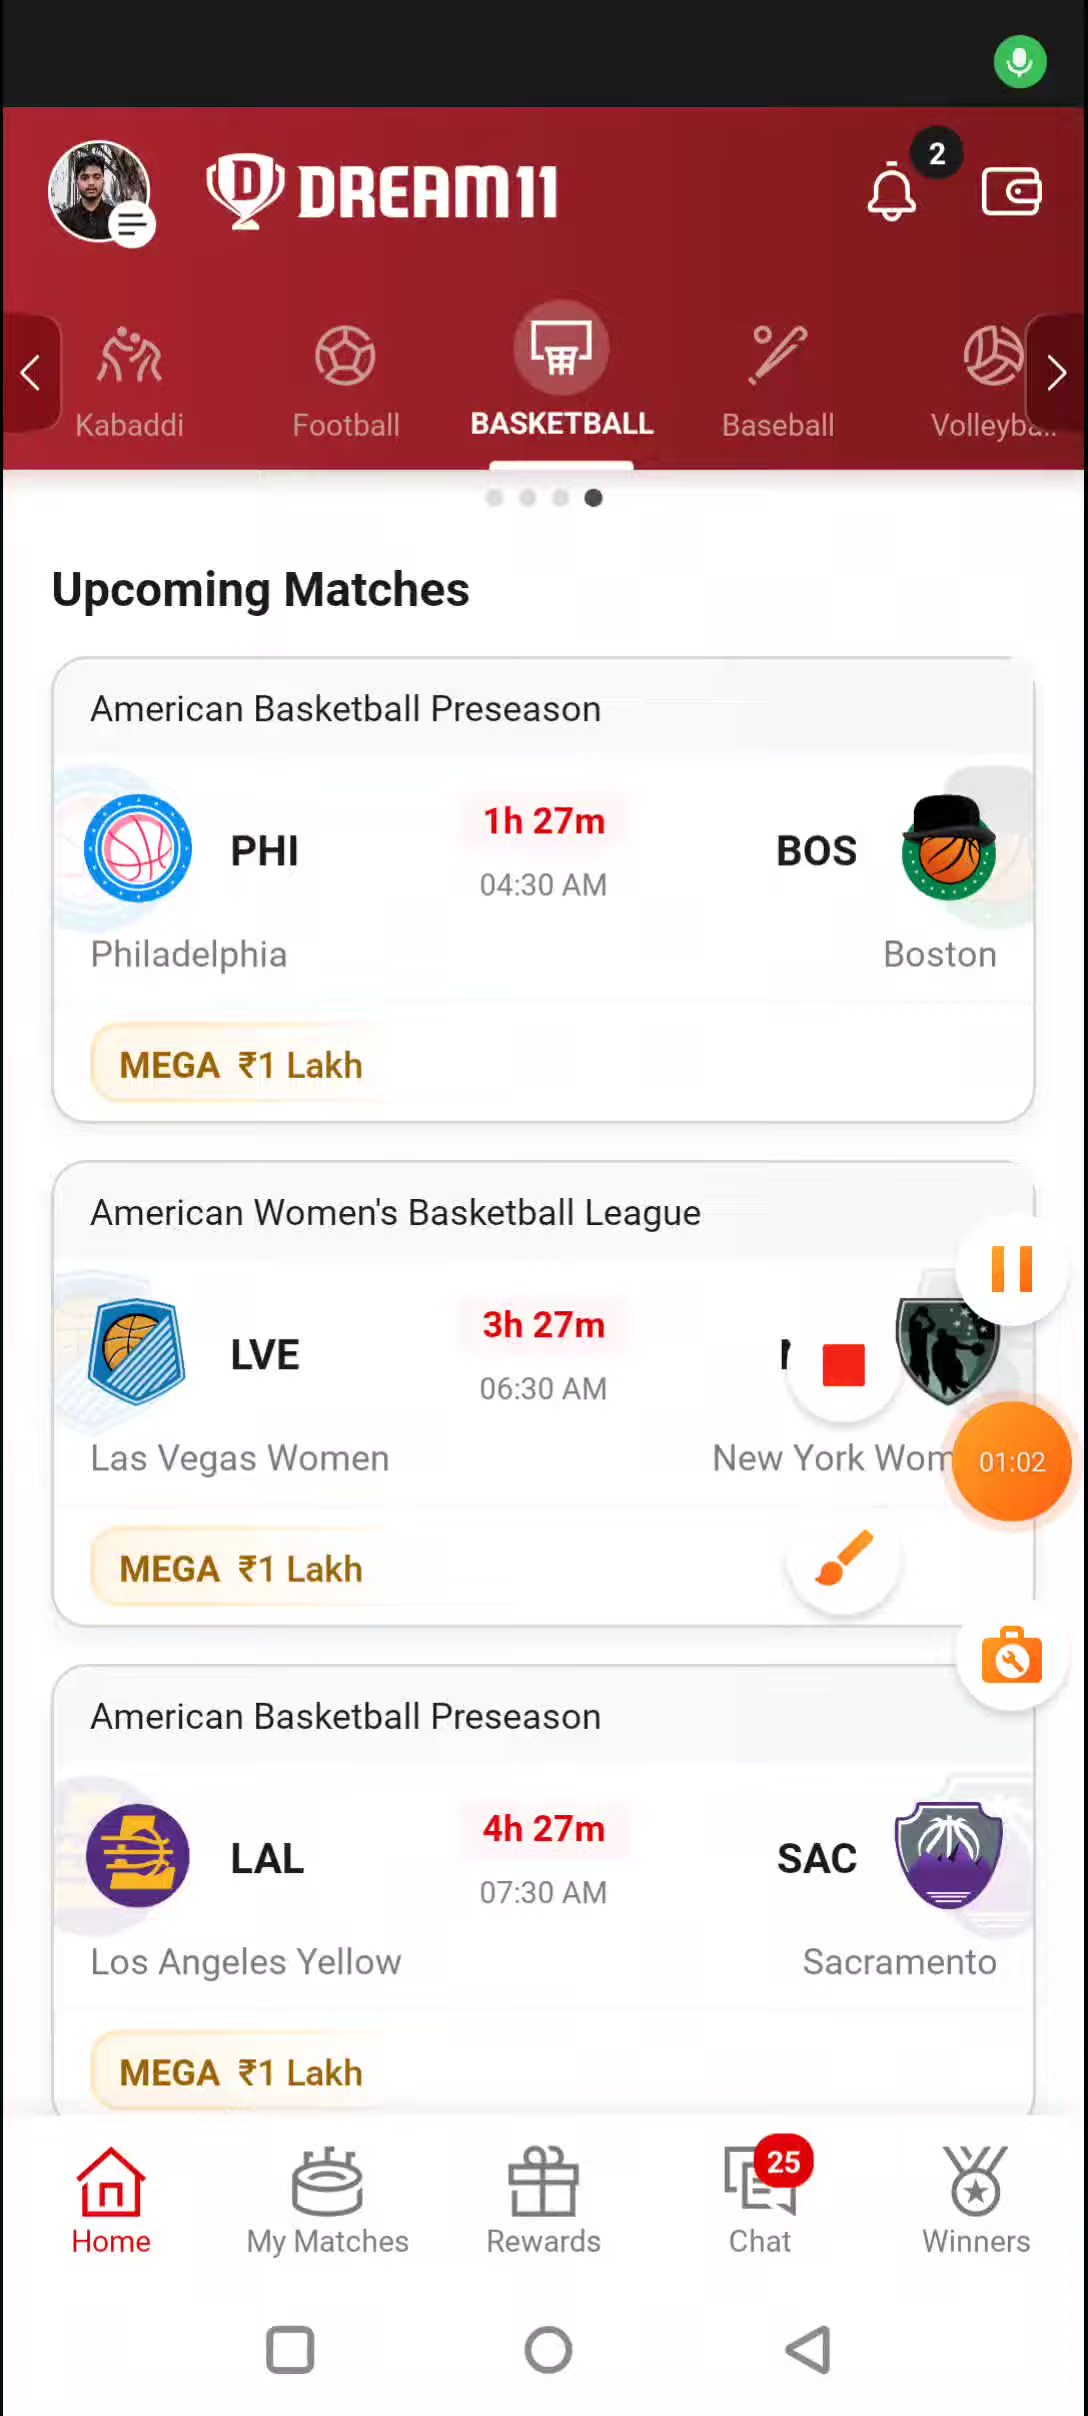 2
DREAM11
Kabaddi
Football
BASKETBALL
Baseball
Volleyba...
Upcoming Matches
American Basketball Preseason
PHI
1h 27m
BOS
04:30 AM
Philadelphia
Boston
MEGA ₹1 Lakh
American Women's Basketball League
LVE
3h 27m
06:30 AM
Las Vegas Women
New York Wom
01:02
MEGA ₹1 Lakh
American Basketball Preseason
LAL
4h 27m
SAC
07:30 AM
Los Angeles Yellow
Sacramento
MEGA ₹1 Lakh
25
Home
My Matches
Rewards
Chat
Winners